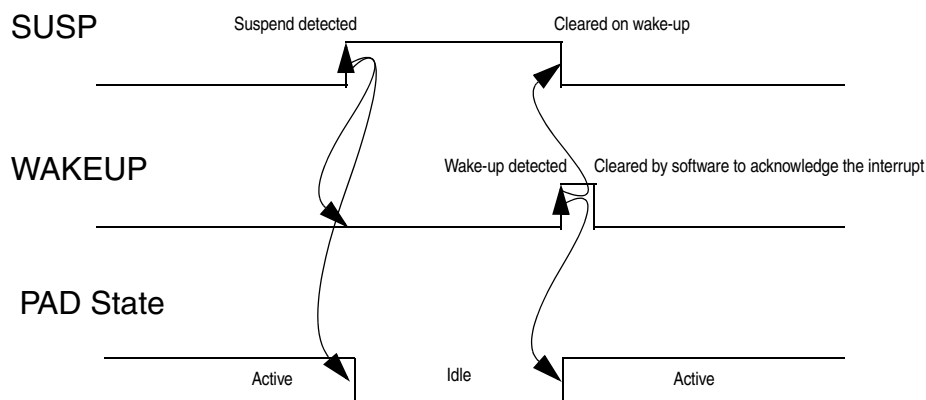 SUSP
Suspend detected
Cleared on wake-up
WAKEUP
Wake-up detected
Cleared by software to acknowledge the interrupt
PAD State
Active
Idle
Active